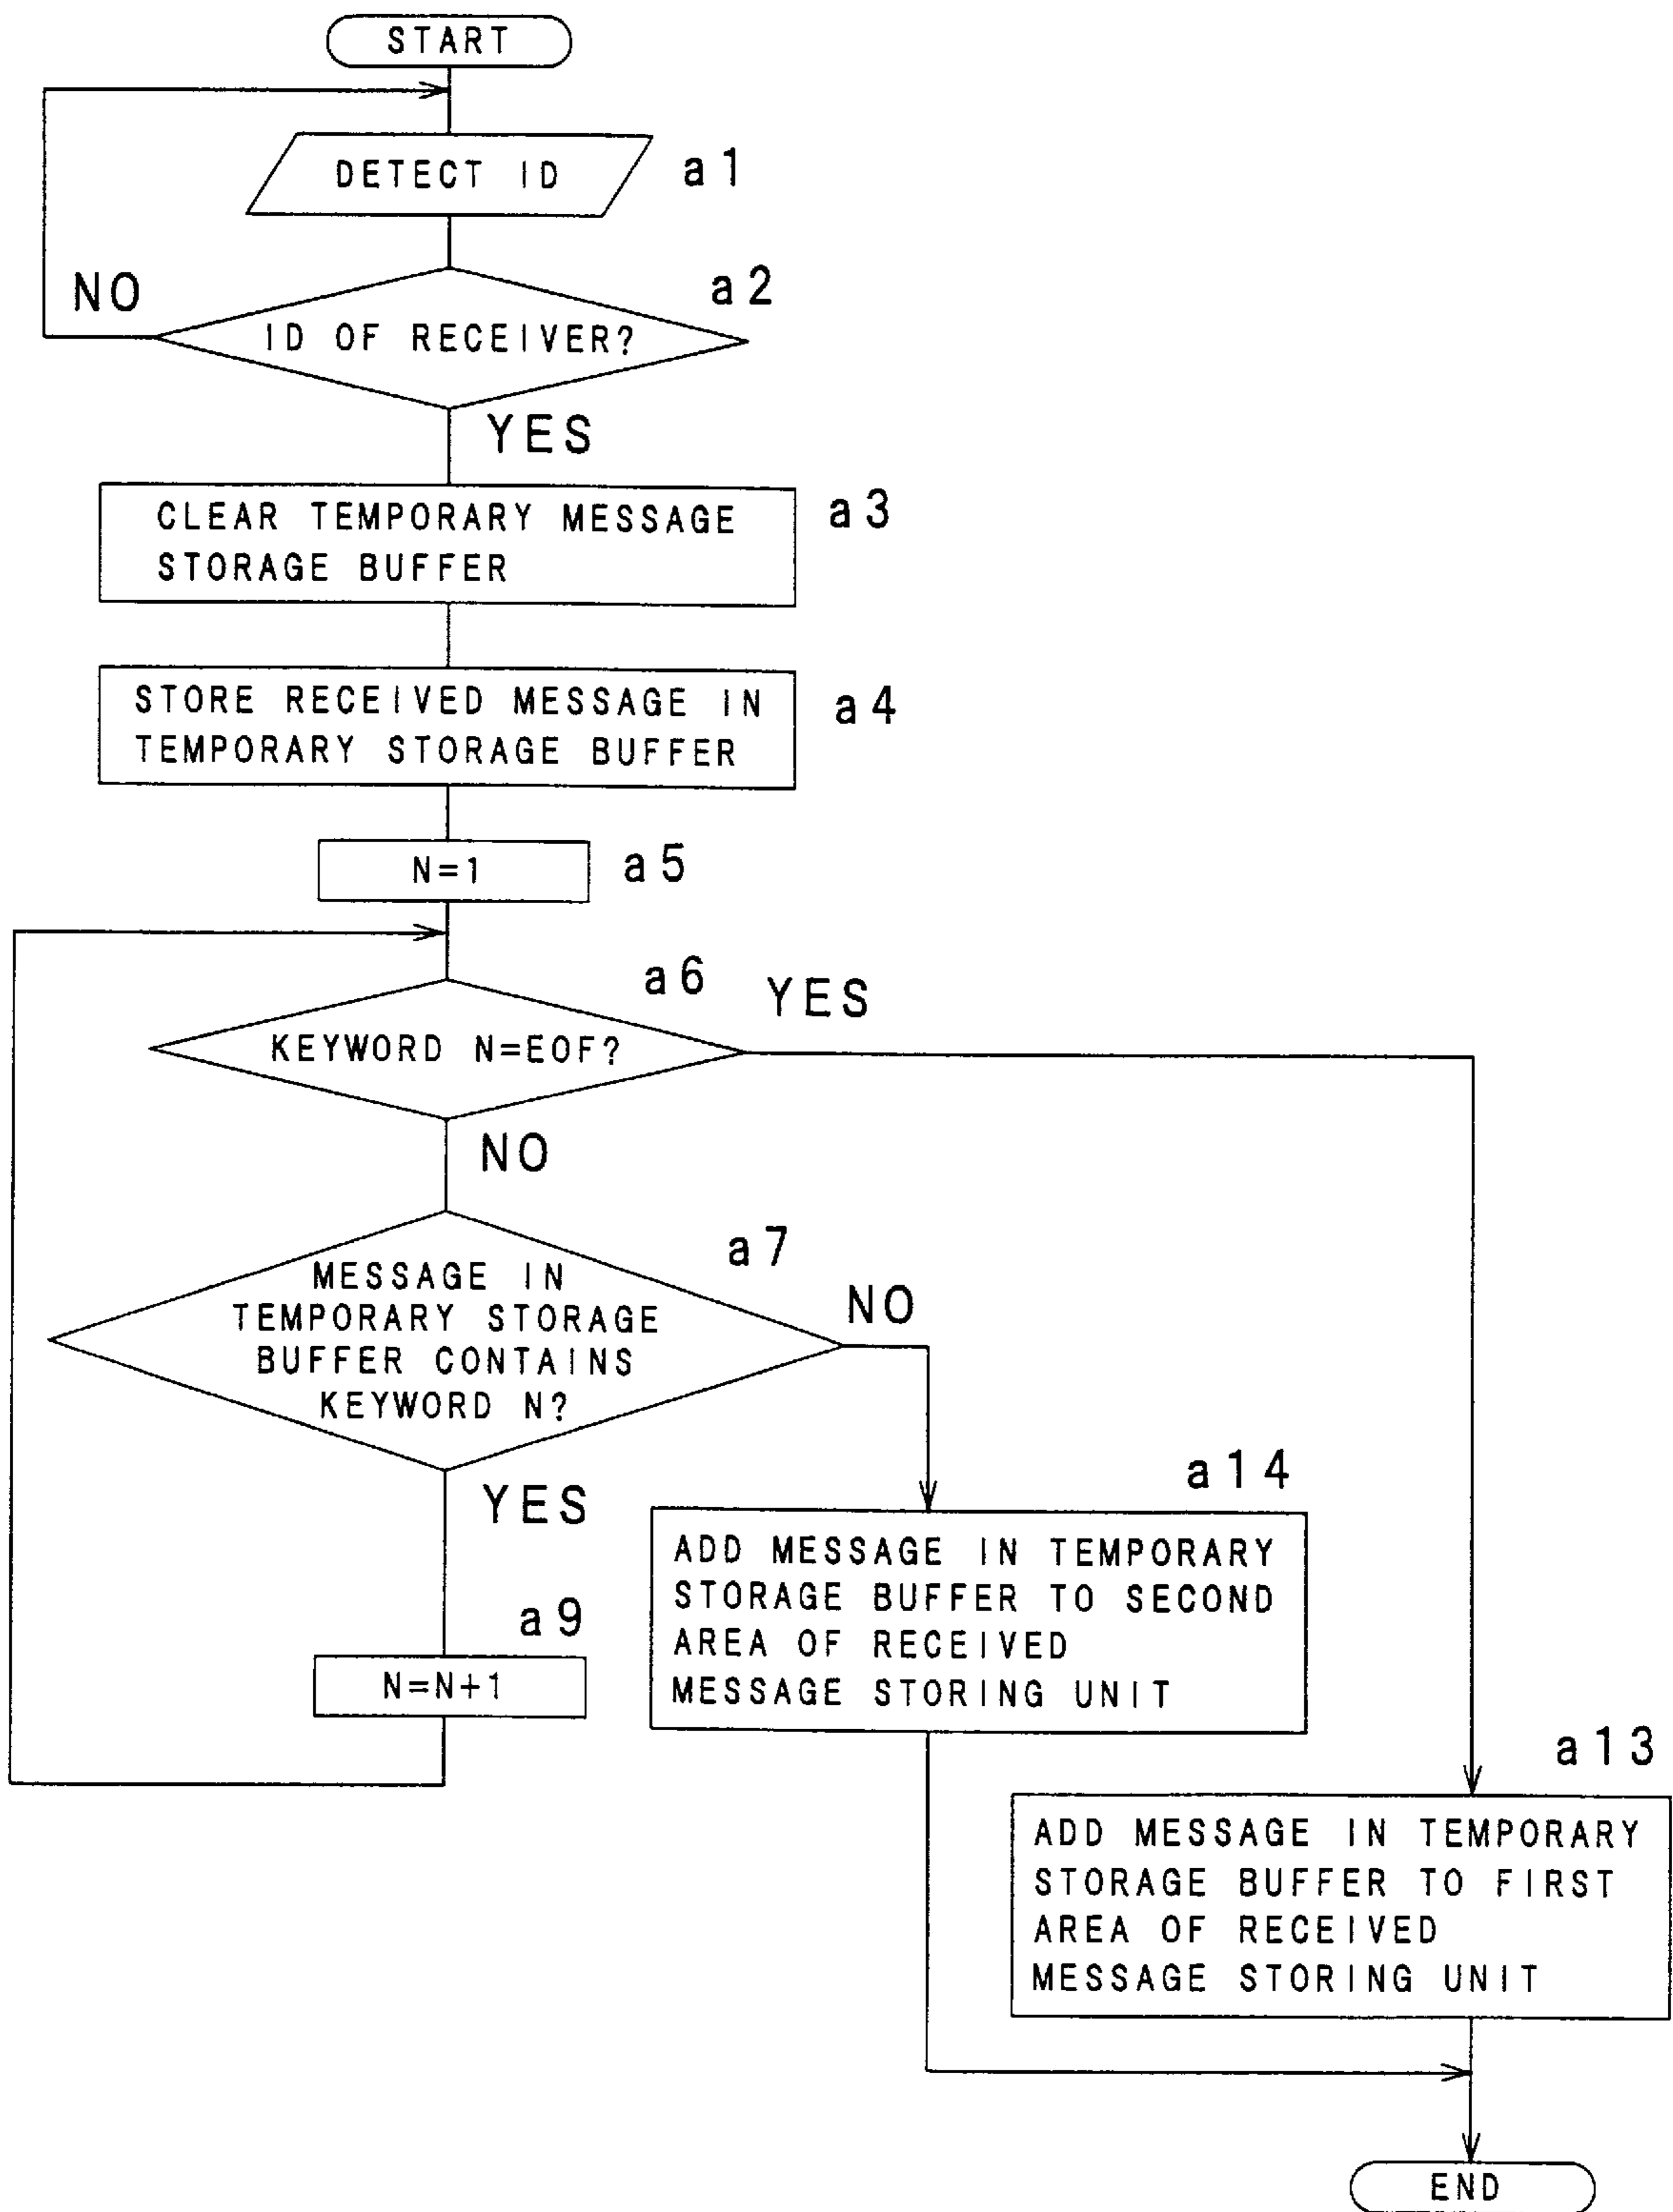 START
DETECT ID
a1
NO
a2
ID OF RECEIVER?
YES
CLEAR TEMPORARY MESSAGE
STORAGE BUFFER
a3
STORE RECEIVED MESSAGE IN
TEMPORARY STORAGE BUFFER
a4
N=1
a5
a6
YES
KEYWORD N=EOF?
NO
a7
MESSAGE IN
TEMPORARY STORAGE
BUFFER CONTAINS
KEYWORD N?
NO
YES
a9
N=N+1
a14
ADD MESSAGE IN TEMPORARY
STORAGE BUFFER TO SECOND
AREA OF RECEIVED
MESSAGE STORING UNIT
a13
ADD MESSAGE IN TEMPORARY
STORAGE BUFFER TO FIRST
AREA OF RECEIVED
MESSAGE STORING UNIT
END